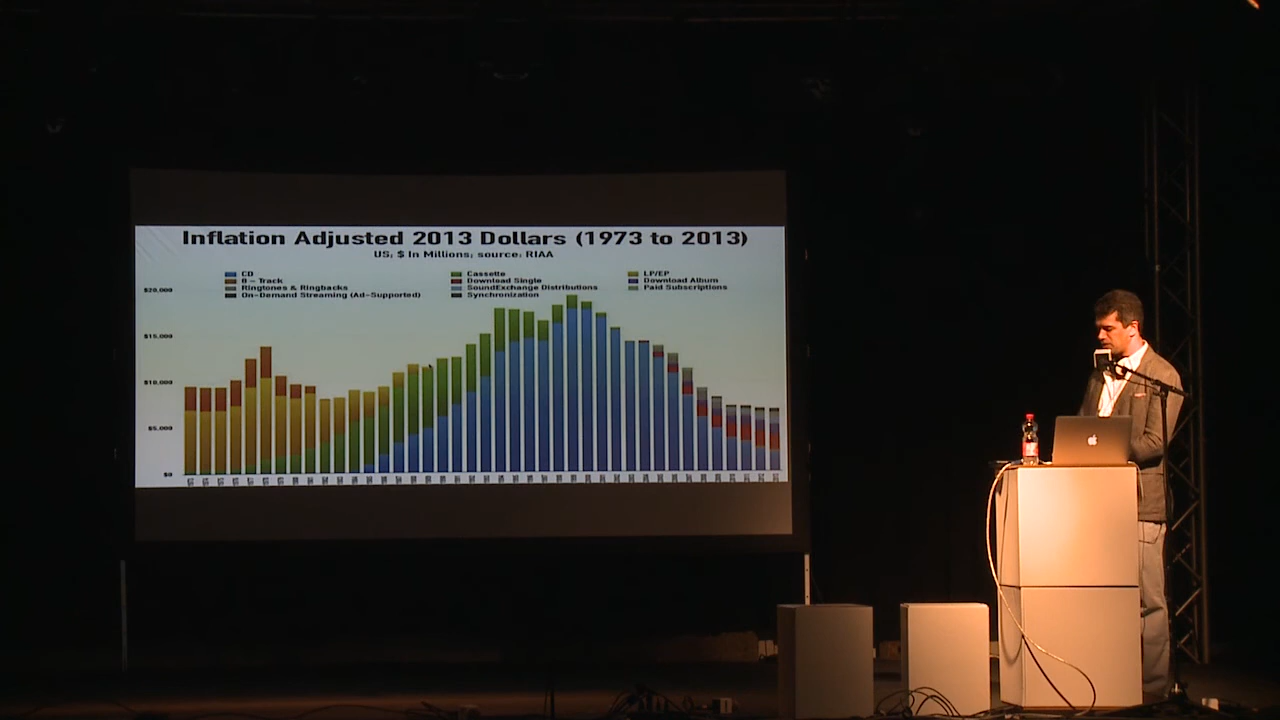 Inflation Adjusted 2013 Dollars (1973 to 2013)
US; $ In Millions; source: RIAA
CD Cassette LP/EP
8 - Track Download Single Download Album
Ringtones & Ringbacks SoundExchange Distributions Paid Subscriptions
On-Demand Streaming (Ad-Supported) Synchronization
$20,000
$15,000
$10,000
$5,000
$0